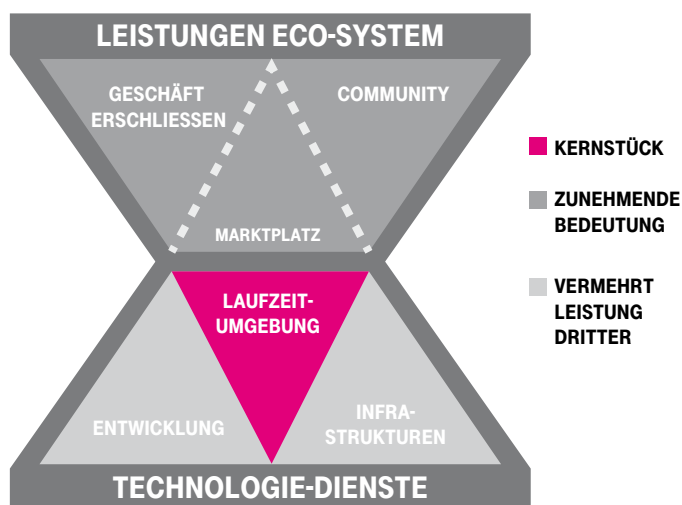 LEISTUNGEN ECO-SYSTEM
GESCHÄFT
ERSCHLIESSEN
COMMUNITY
MARKTPLATZ
LAUFZEIT-
UMGEBUNG
ENTWICKLUNG
INFRA-
STRUKTUREN
TECHNOLOGIE-DIENSTE
KERNSTÜCK
ZUNEHMENDE
BEDEUTUNG
VERMEHRT
LEISTUNG
DRITTER